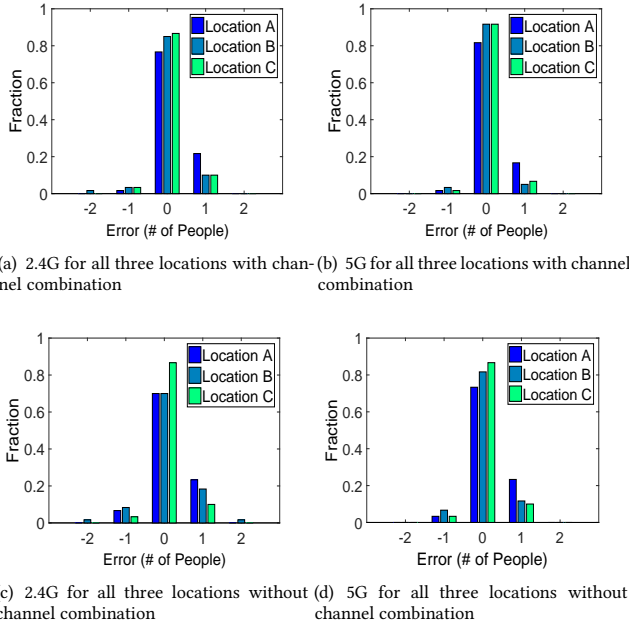 1
0.8
0.6
0.4
0.2
0
Fraction
-2 -1 0 1 2
Error (# of People)
Location A
Location B
Location C
1
0.8
0.6
0.4
0.2
0
Fraction
-2 -1 0 1 2
Error (# of People)
Location A
Location B
Location C
a) 2.4G for all three locations with chan-
nel combination
(b) 5G for all three locations with channel
combination
1
0.8
0.6
0.4
0.2
0
Fraction
-2 -1 0 1 2
Error (# of People)
Location A
Location B
Location C
1
0.8
0.6
0.4
0.2
0
Fraction
-2 -1 0 1 2
Error (# of People)
Location A
Location B
Location C
c) 2.4G for all three locations without
channel combination
(d) 5G for all three locations without
channel combination